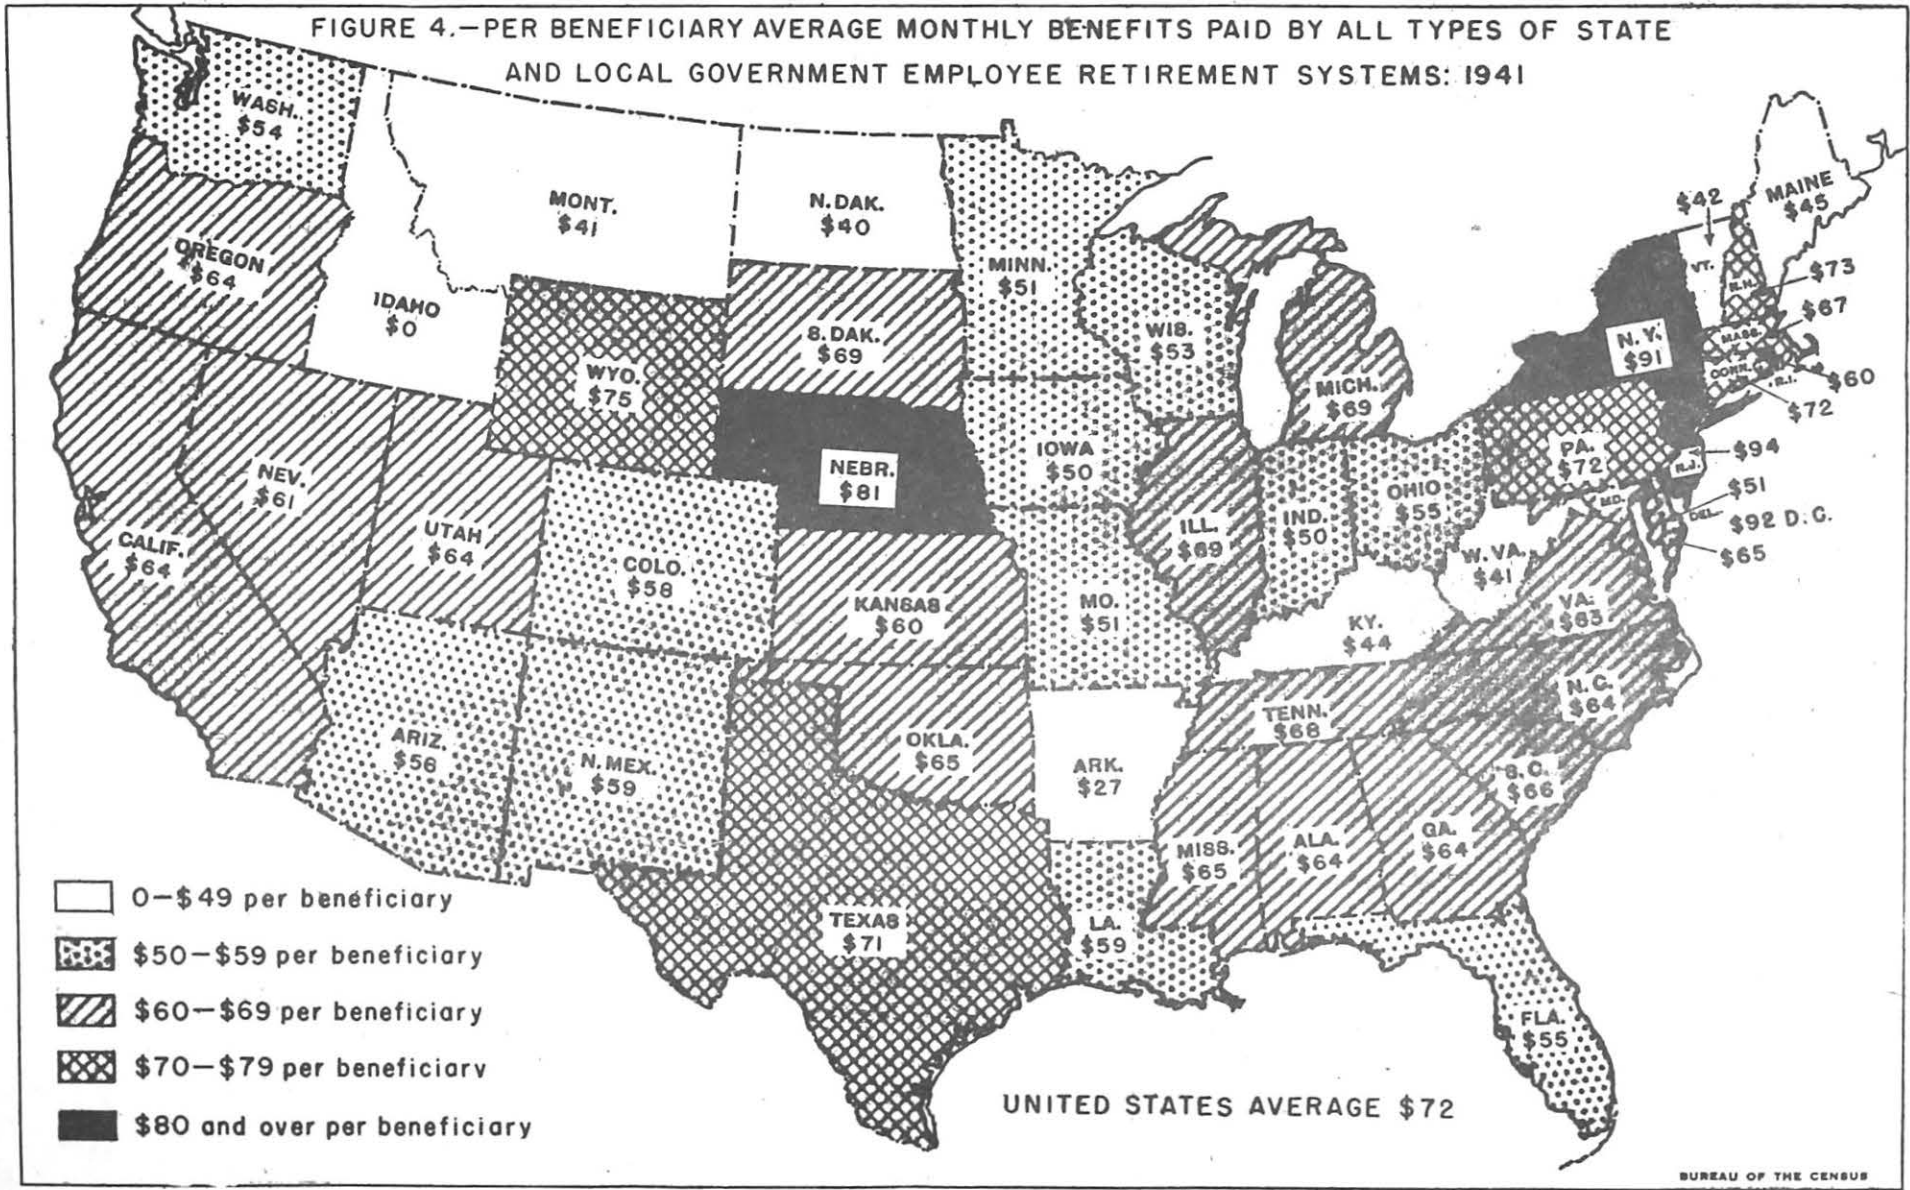 FIGURE 4.—PER BENEFICIARY AVERAGE MONTHLY BENEFITS PAID BY ALL TYPES OF STATE
AND LOCAL GOVERNMENT EMPLOYEE RETIREMENT SYSTEMS: 1941
WASH.
$54
OREGON
$64
IDAHO
$0
MONT.
$41
N. DAK.
$40
S. DAK.
$69
WYO.
$75
NEBR.
$81
NEV.
$61
CALIF.
$64
UTAH
$64
COLO.
$58
KANSAS
$60
ARIZ.
$56
N. MEX.
$59
OKLA.
$65
TEXAS
$71
MINN.
$51
WIS.
$53
MICH.
$69
IOWA
$50
ILL.
$69
IND.
$50
OHIO
$55
MO.
$51
KY.
$44
W. VA.
$41
VA.
$63
TENN.
$68
N. C.
$64
S. C.
$66
ARK.
$27
MISS.
$65
ALA.
$64
GA.
$64
LA.
$59
FLA.
$55
PA.
$72
N. Y.
$91
MAINE
$45
$42
VT.
N.H.
$73
MASS.
$67
CONN.
R.I.
$60
$72
N.J.
$94
MD.
$51
DEL.
$92 D.C.
$65
0—$49 per beneficiary
$50—$59 per beneficiary
$60—$69 per beneficiary
$70—$79 per beneficiary
$80 and over per beneficiary
UNITED STATES AVERAGE $72
BUREAU OF THE CENSUS